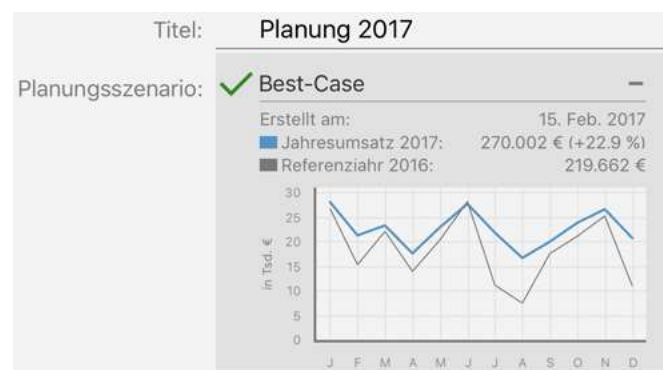 Titel: Planung 2017
Planungsszenario: Best-Case
Erstellt am: 15. Feb. 2017
Jahresumsatz 2017: 270.002 € (+22.9 %)
Referenzjahr 2016: 219.662 €
30
25
20
15
10
5
0
in Tsd. €
J F M A M J J A S O N D